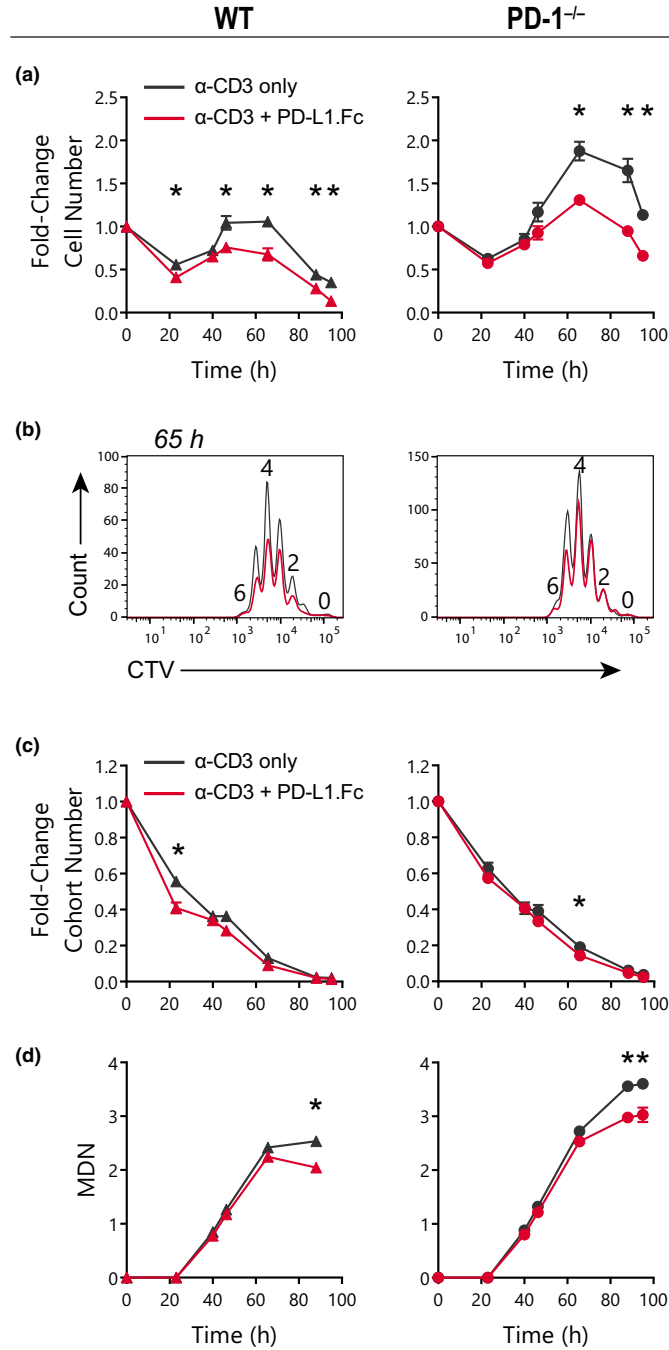 WT PD-1–/–
(a)
α-CD3 only
α-CD3 + PD-L1.Fc
Fold-Change
Cell Number
2.5 2.5
2.0 2.0
1.5 1.5
1.0 1.0
0.5 0.5
0.0 0.0
* * * ** * * *
0 20 40 60 80 100 0 20 40 60 80 100
Time (h) Time (h)
(b)
65 h
Count
100 150
80
60 100
40 50
20
0 0
6 4 2 0 6 4 2 0
10¹ 10² 10³ 10⁴ 10⁵ 10¹ 10² 10³ 10⁴ 10⁵
CTV
(c)
α-CD3 only
α-CD3 + PD-L1.Fc
Fold-Change
Cohort Number
1.2 1.2
1.0 1.0
0.8 0.8
0.6 0.6
0.4 0.4
0.2 0.2
0.0 0.0
* *
0 20 40 60 80 100 0 20 40 60 80 100
(d)
MDN
4 4
3 3
2 2
1 1
0 0
* **
0 20 40 60 80 100 0 20 40 60 80 100
Time (h) Time (h)